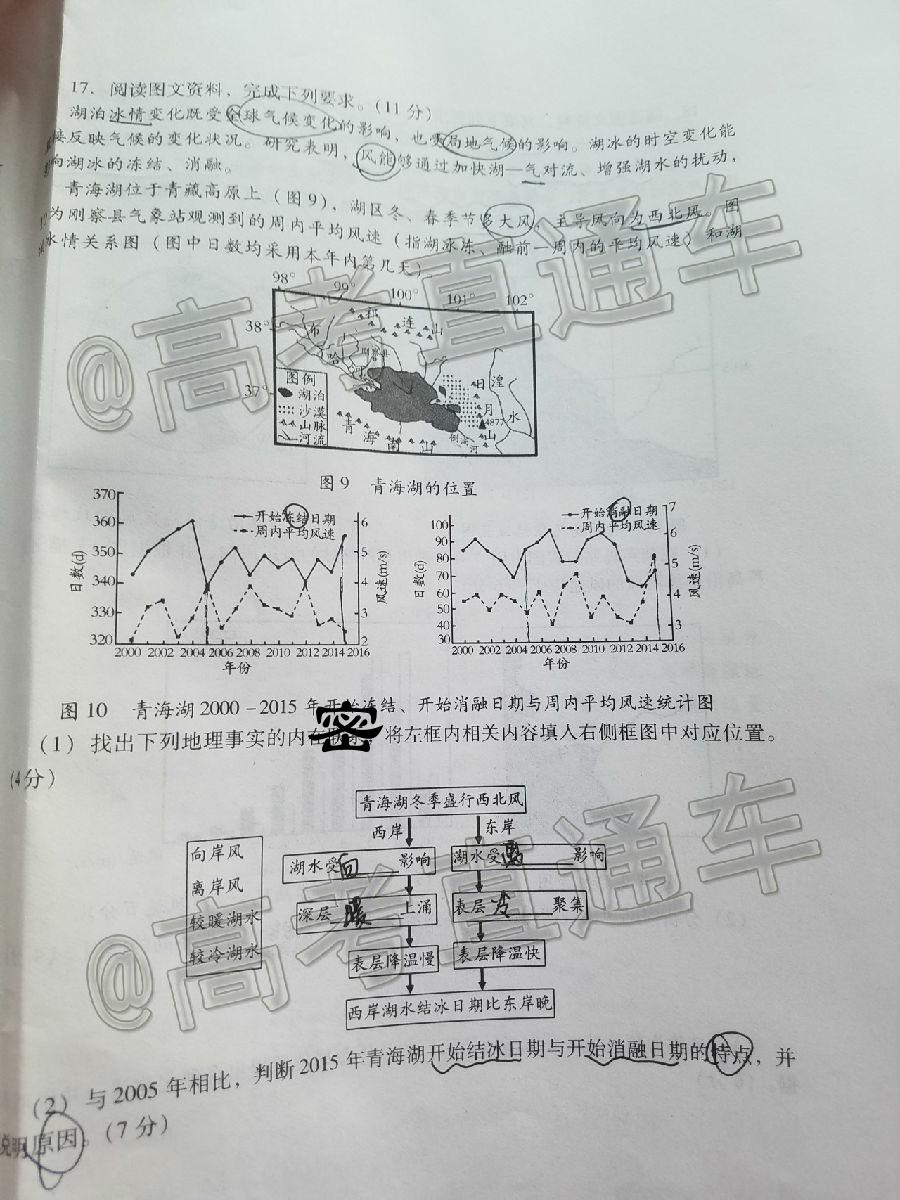 17. 阅读图文资料，完成下列要求。(11分)
湖泊冰情变化既受全球气候变化的影响，也受局地气候的影响。湖冰的时空变化能
接反映气候的变化状况。研究表明，风能够通过加快湖—气对流、增强湖水的扰动，
响湖冰的冻结、消融。
青海湖位于青藏高原上（图9），湖区冬、春季节多大风，主导风向为西北风。图
为刚察县气象站观测到的周内平均风速（指湖冰冻、融前一周内的平均风速）和湖
冰情关系图（图中日数均采用本年内第几天）
98° 99° 100° 101° 102°
38°
37°
祁 连 山
布 哈 河
刚察县
图例
湖泊
沙漠
山脉
河流
日 月 山
湟 水
4877
倒淌河
青 海 南 山
图9 青海湖的位置
370 360 350 340 330 320
日数(d)
开始冻结日期
周内平均风速
6 5 4 3 2
风速(m/s)
2000 2002 2004 2006 2008 2010 2012 2014 2016
年份
100 90 80 70 60 50 40 30
日数(d)
开始消融日期
周内平均风速
7 6 5 4 3
风速(m/s)
2000 2002 2004 2006 2008 2010 2012 2014 2016
年份
图10 青海湖2000-2015年开始冻结、开始消融日期与周内平均风速统计图
密
(1) 找出下列地理事实的内在联系，将左框内相关内容填入右侧框图中对应位置。
(4分)
青海湖冬季盛行西北风
西岸 东岸
向岸风
离岸风
较暖湖水
较冷湖水
湖水受向影响
湖水受离影响
深层暖上涌
表层冷聚集
表层降温慢
表层降温快
西岸湖水结冰日期比东岸晚
(2) 与2005年相比，判断2015年青海湖开始结冰日期与开始消融日期的特点，并
说明原因。(7分)
@高考直通车
@高考直通车